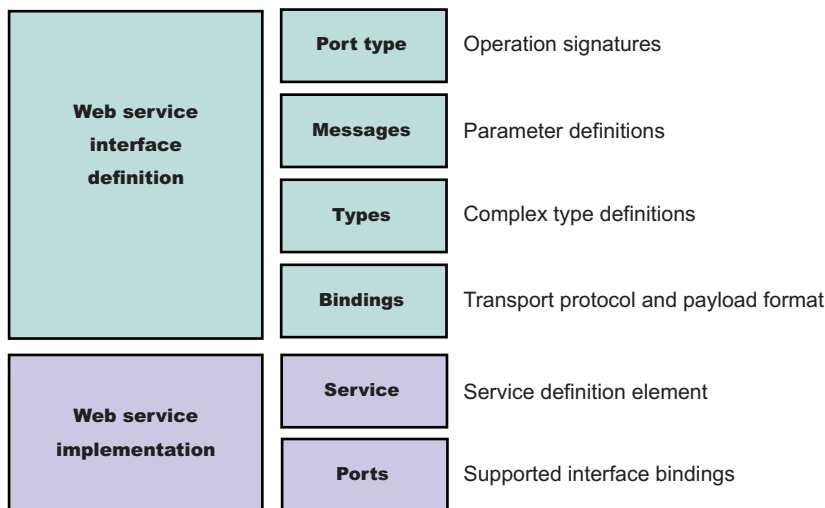 Web service
interface
definition
Port type
Operation signatures
Messages
Parameter definitions
Types
Complex type definitions
Bindings
Transport protocol and payload format
Web service
implementation
Service
Service definition element
Ports
Supported interface bindings